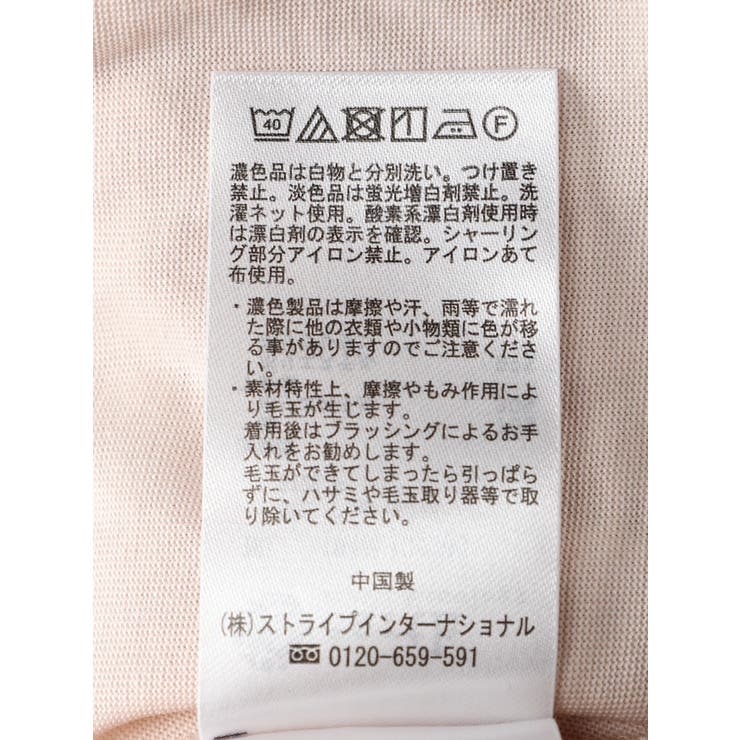 40 F
濃色品は白物と分別洗い。つけ置き
禁止。淡色品は蛍光増白剤禁止。洗
濯ネット使用。酸素系漂白剤使用時
は漂白剤の表示を確認。シャーリン
グ部分アイロン禁止。アイロンあて
布使用。
・濃色製品は摩擦や汗、雨等で濡れ
た際に他の衣類や小物類に色が移
る事がありますのでご注意くださ
い。
・素材特性上、摩擦やもみ作用によ
り毛玉が生じます。
着用後はブラッシングによるお手
入れをお勧めします。
毛玉ができてしまったら引っぱら
ずに、ハサミや毛玉取り器等で取
り除いてください。
中国製
(株)ストライプインターナショナル
0120-659-591